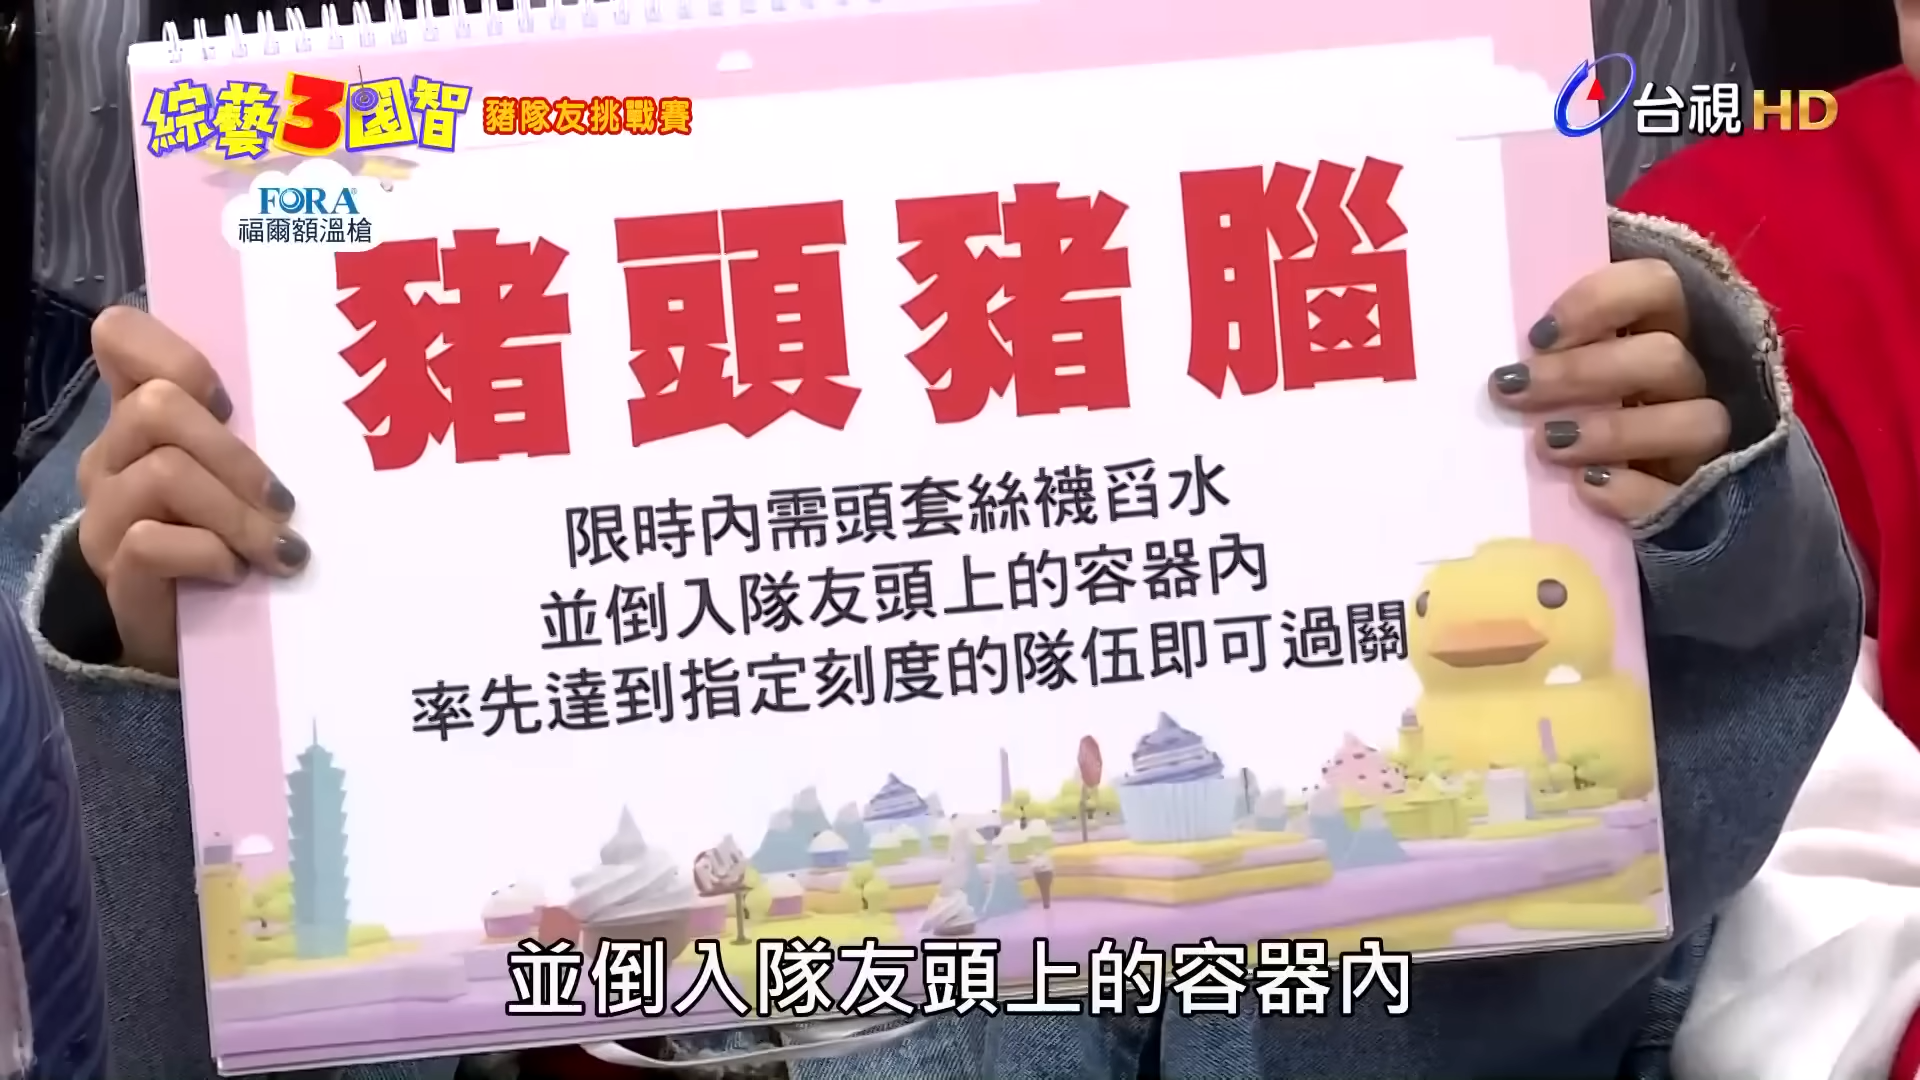 綜藝3國智
豬隊友挑戰賽
台視HD
FORA
福爾額溫槍
豬頭豬腦
限時內需頭套絲襪舀水
並倒入隊友頭上的容器內
率先達到指定刻度的隊伍即可過關
並倒入隊友頭上的容器內